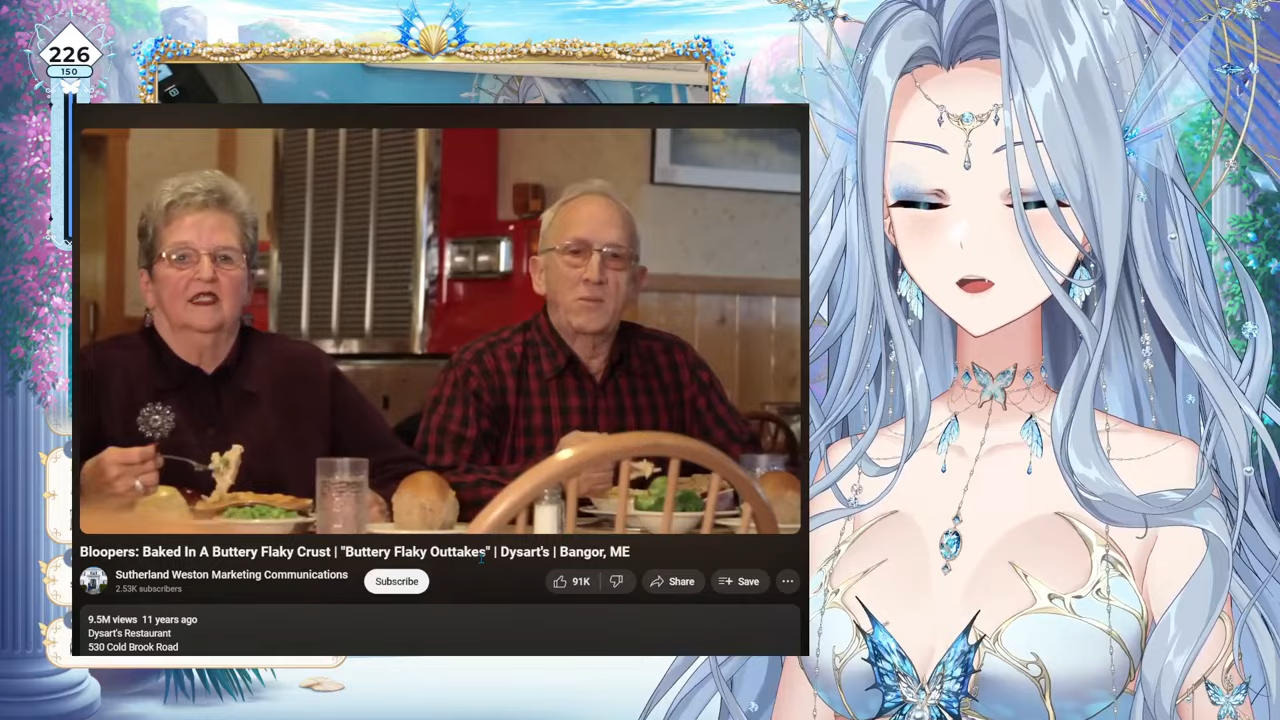 226
150
Bloopers: Baked In A Buttery Flaky Crust | "Buttery Flaky Outtakes" | Dysart's | Bangor, ME
Sutherland Weston Marketing Communications
2.53K subscribers
Subscribe
91K
Share
Save
9.5M views 11 years ago
Dysart's Restaurant
530 Cold Brook Road